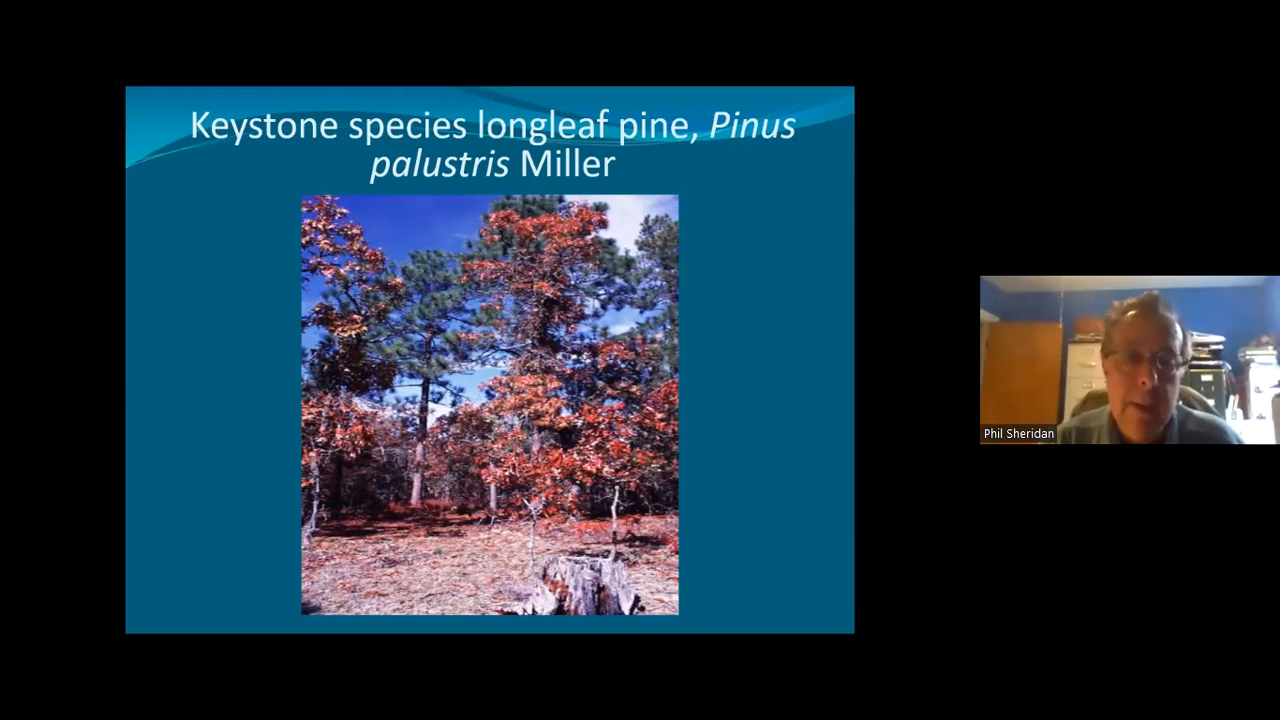 Keystone species longleaf pine, Pinus
palustris Miller
Phil Sheridan